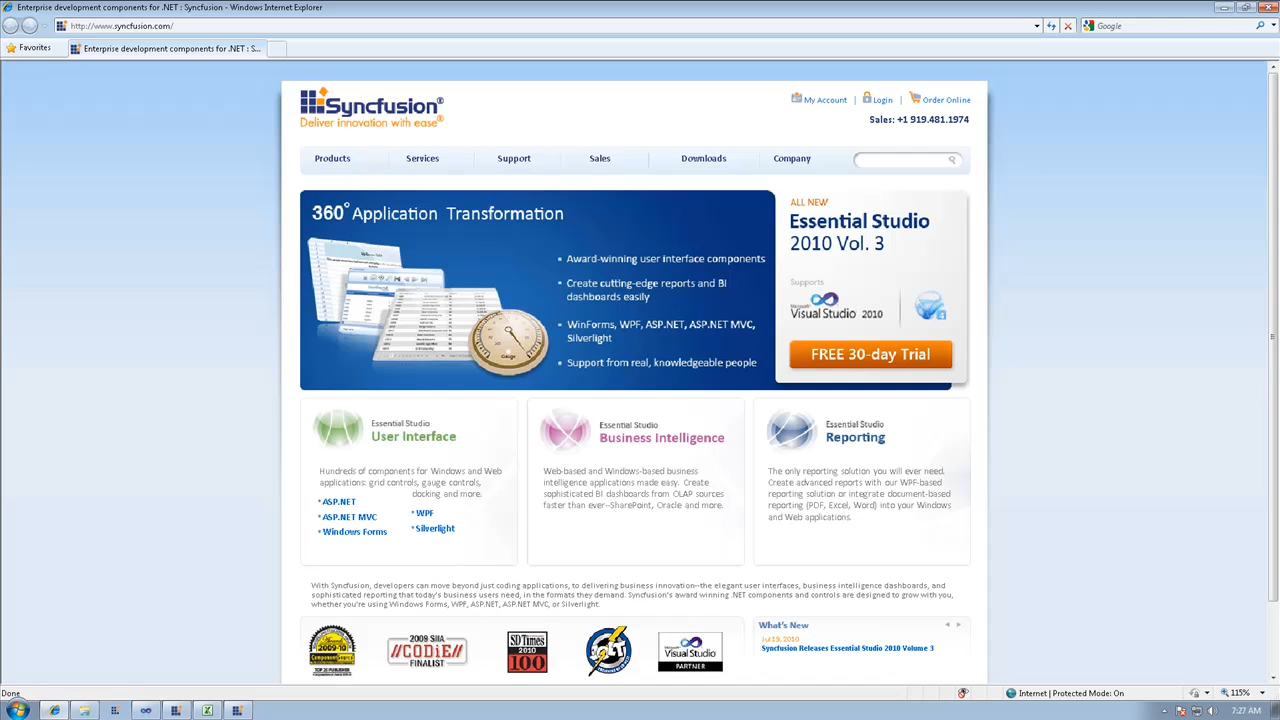 Enterprise development components for .NET : Syncfusion - Windows Internet Explorer
http://www.syncfusion.com/
Google
Favorites
Enterprise development components for .NET : S...
Syncfusion®
Deliver innovation with ease®
My Account | Login | Order Online
Sales: +1 919.481.1974
Products Services Support Sales Downloads Company
360° Application Transformation
Award-winning user interface components
Create cutting-edge reports and BI
dashboards easily
WinForms, WPF, ASP.NET, ASP.NET MVC,
Silverlight
Support from real, knowledgeable people
Gauge
ALL NEW
Essential Studio
2010 Vol. 3
Supports
Microsoft
Visual Studio 2010
4
FREE 30-day Trial
Essential Studio
User Interface
Hundreds of components for Windows and Web
applications: grid controls, gauge controls,
docking and more.
ASP.NET
ASP.NET MVC
Windows Forms
WPF
Silverlight
Essential Studio
Business Intelligence
Web-based and Windows-based business
intelligence applications made easy. Create
sophisticated BI dashboards from OLAP sources
faster than ever--SharePoint, Oracle and more.
Essential Studio
Reporting
The only reporting solution you will ever need.
Create advanced reports with our WPF-based
reporting solution or integrate document-based
reporting (PDF, Excel, Word) into your Windows
and Web applications.
With Syncfusion, developers can move beyond just coding applications, to delivering business innovation--the elegant user interfaces, business intelligence dashboards, and
sophisticated reporting that today's business users need, in the formats they demand. Syncfusion's award winning .NET components and controls are designed to grow with you,
whether you're using Windows Forms, WPF, ASP.NET, ASP.NET MVC, or Silverlight.
2009-10
ComponentSource
TOP 25 PUBLISHER
2009 SIIA
CODiE
FINALIST
SD Times
2010
100
Microsoft
Visual Studio
PARTNER
What's New
Jul 19, 2010
Syncfusion Releases Essential Studio 2010 Volume 3
Done
Internet | Protected Mode: On
115%
7:27 AM